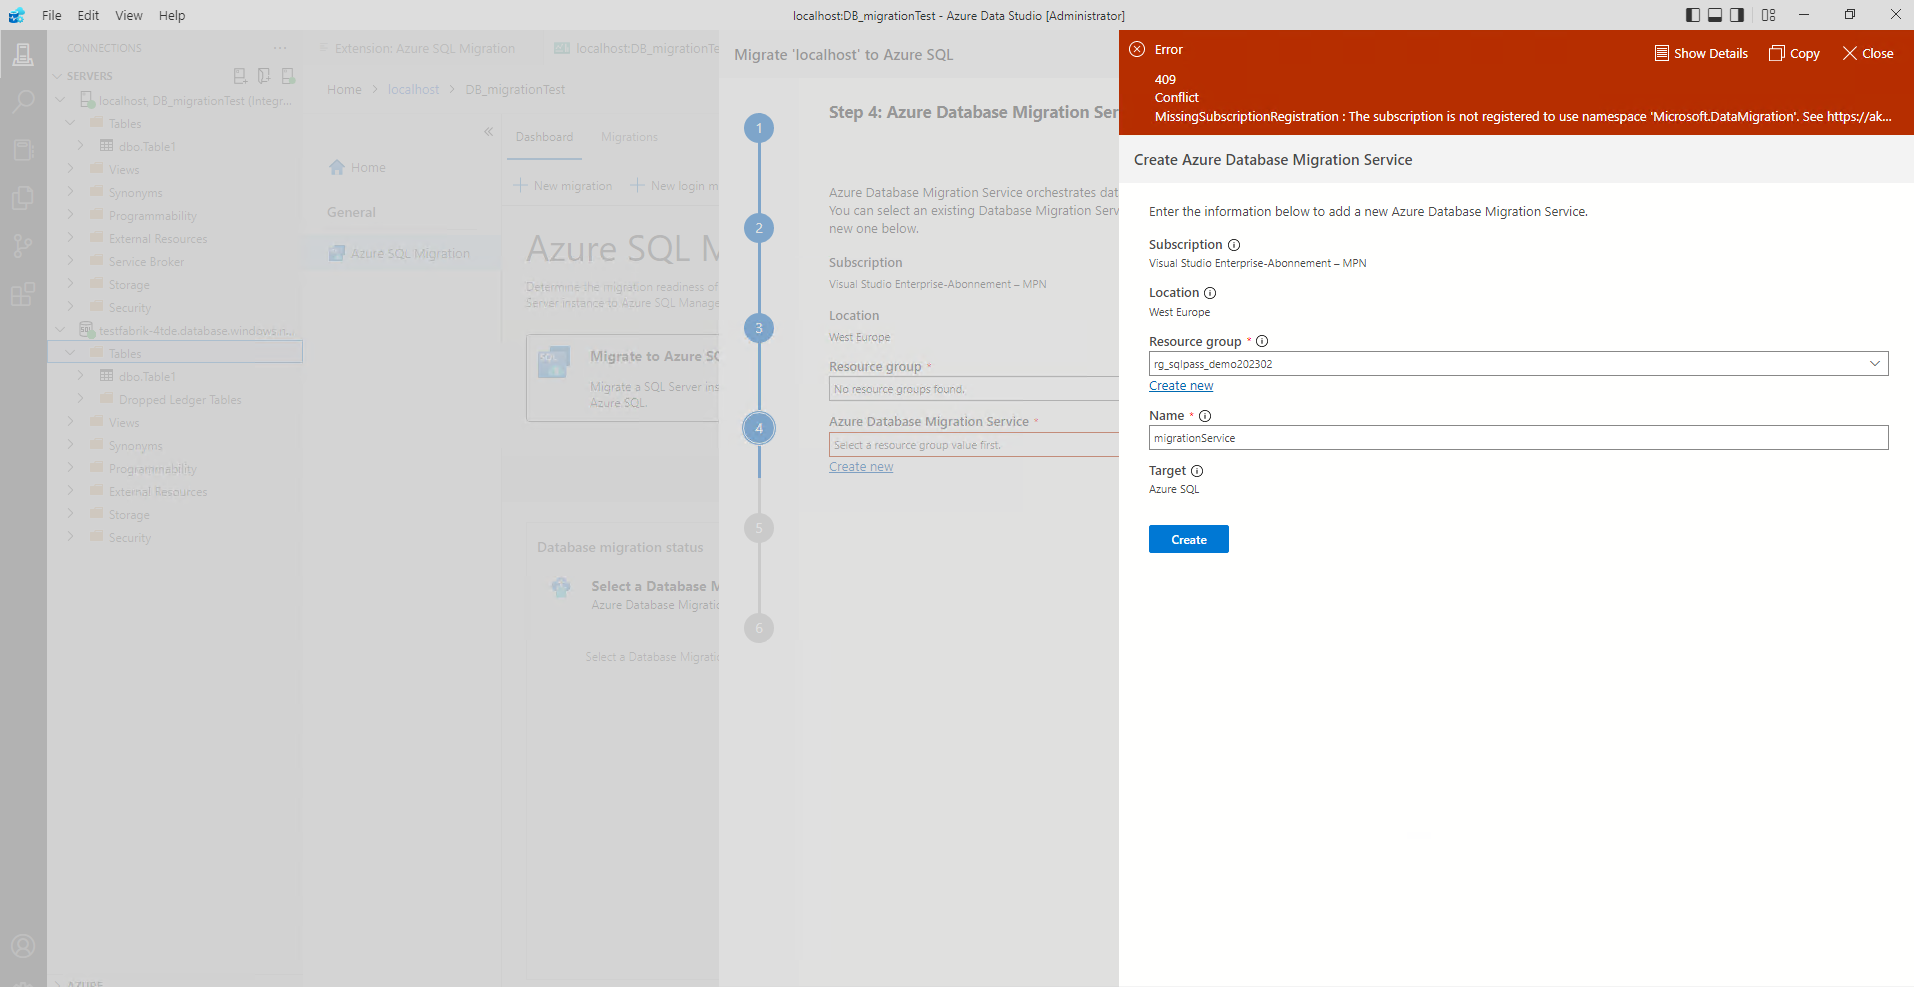 File Edit View Help
localhost:DB_migrationTest - Azure Data Studio [Administrator]
CONNECTIONS
SERVERS
localhost, DB_migrationTest (Integr...
Tables
dbo.Table1
Views
Synonyms
Programmability
External Resources
Service Broker
Storage
Security
testfabrik-4tde.database.windows.n...
Tables
dbo.Table1
Dropped Ledger Tables
Views
Synonyms
Programmability
External Resources
Storage
Security
AZURE
Extension: Azure SQL Migration
localhost:DB_migrationTe
Home > localhost > DB_migrationTest
Home
General
Azure SQL Migration
Dashboard Migrations
New migration New login m
Azure SQL M
Determine the migration readiness of
Server instance to Azure SQL Manage
Migrate to Azure SQ
Migrate a SQL Server ins
Azure SQL.
Database migration status
Select a Database M
Azure Database Migratio
Select a Database Migratio
Migrate 'localhost' to Azure SQL
1
2
3
4
5
6
Step 4: Azure Database Migration Ser
Azure Database Migration Service orchestrates dat
You can select an existing Database Migration Serv
new one below.
Subscription
Visual Studio Enterprise-Abonnement – MPN
Location
West Europe
Resource group *
No resource groups found.
Azure Database Migration Service *
Select a resource group value first.
Create new
Error
Show Details Copy Close
409
Conflict
MissingSubscriptionRegistration : The subscription is not registered to use namespace 'Microsoft.DataMigration'. See https://ak...
Create Azure Database Migration Service
Enter the information below to add a new Azure Database Migration Service.
Subscription
Visual Studio Enterprise-Abonnement – MPN
Location
West Europe
Resource group *
rg_sqlpass_demo202302
Create new
Name *
migrationService
Target
Azure SQL
Create